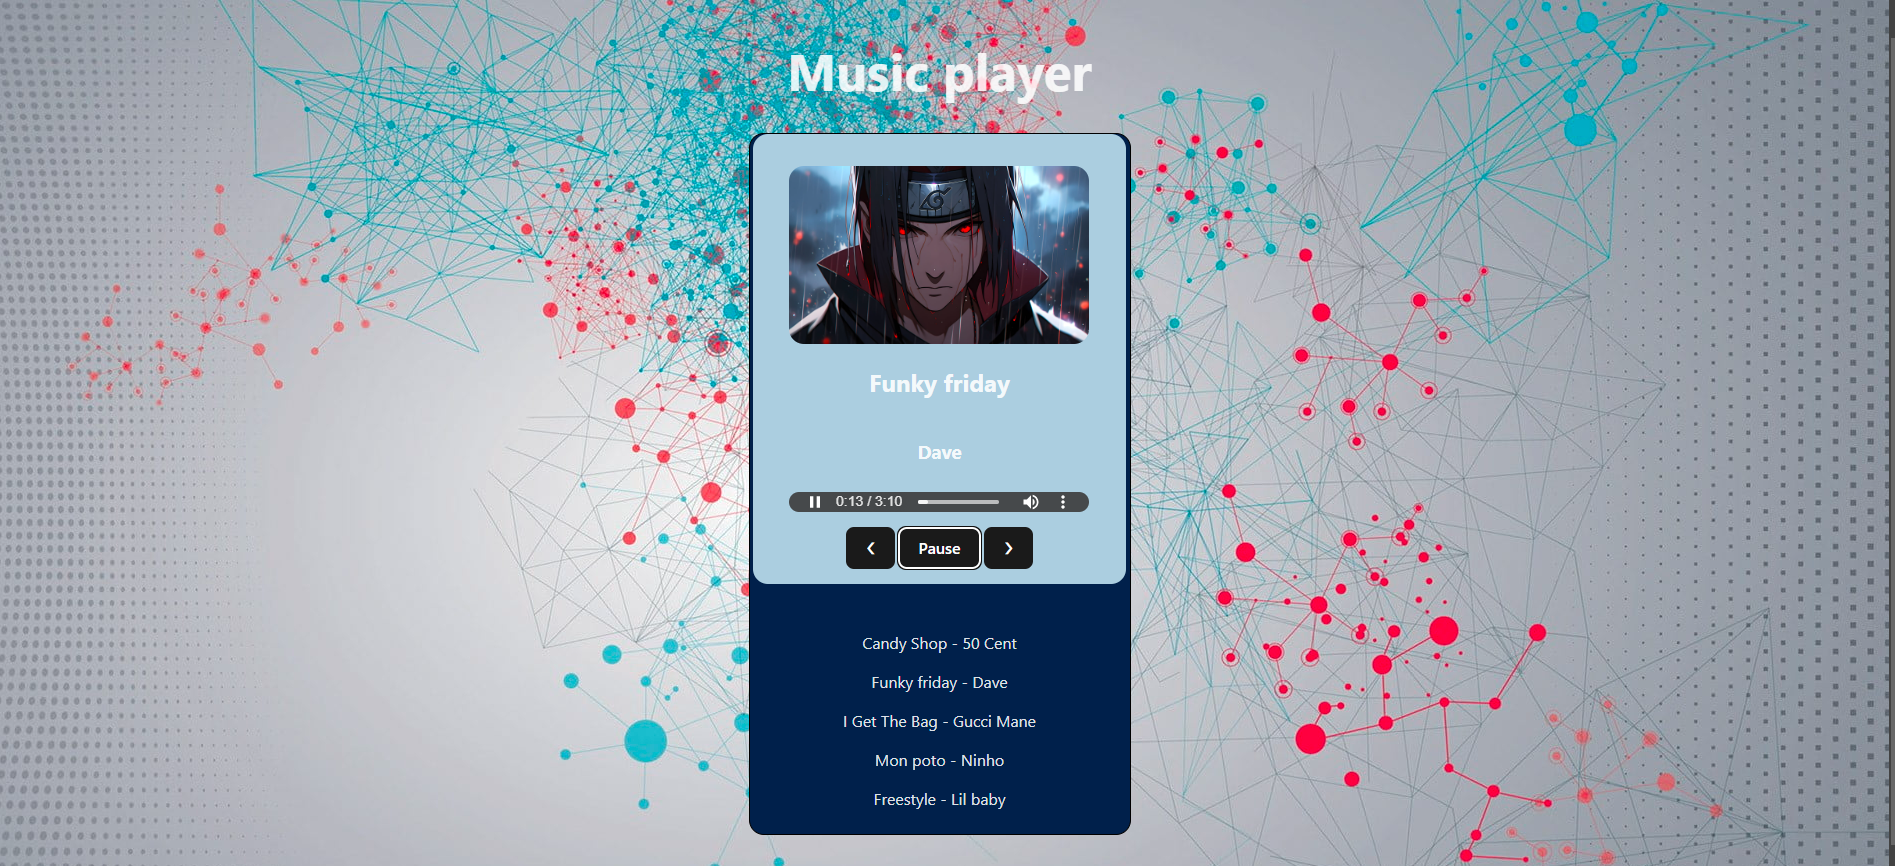 Music player
Funky friday
Dave
0:13 / 3:10
Pause
Candy Shop - 50 Cent
Funky friday - Dave
I Get The Bag - Gucci Mane
Mon poto - Ninho
Freestyle - Lil baby